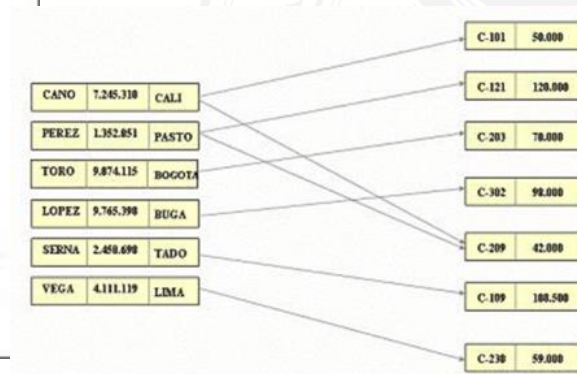 CANO 7.245.310 CALI
PEREZ 1.352.051 PASTO
TORO 9.874.115 BOGOTA
LOPEZ 9.765.398 BUGA
SERNA 2.450.698 TADO
VEGA 4.111.119 LIMA
C-101 50.000
C-121 120.000
C-203 70.000
C-302 98.000
C-209 42.000
C-109 108.500
C-230 59.000